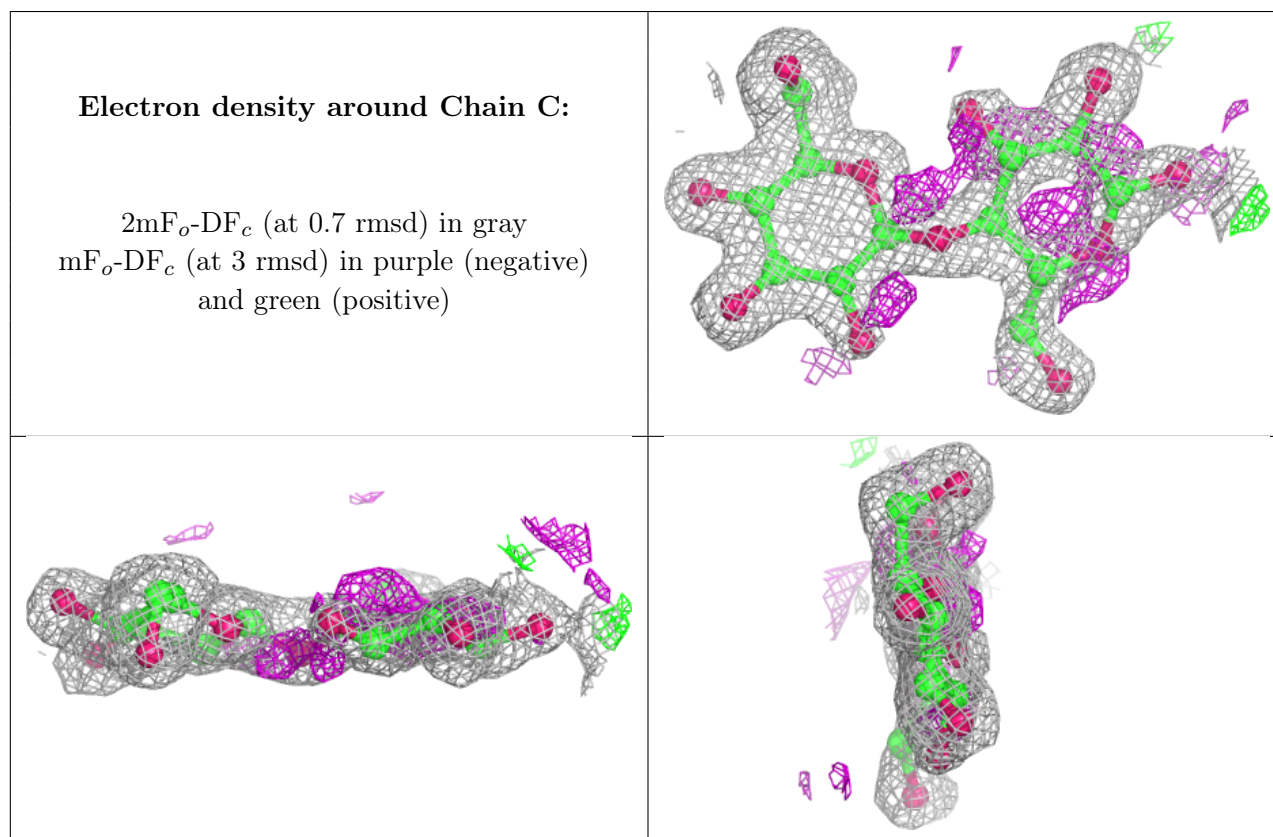 Electron density around Chain C:
2mFₒ-DF𝒸 (at 0.7 rmsd) in gray
mFₒ-DF𝒸 (at 3 rmsd) in purple (negative)
and green (positive)